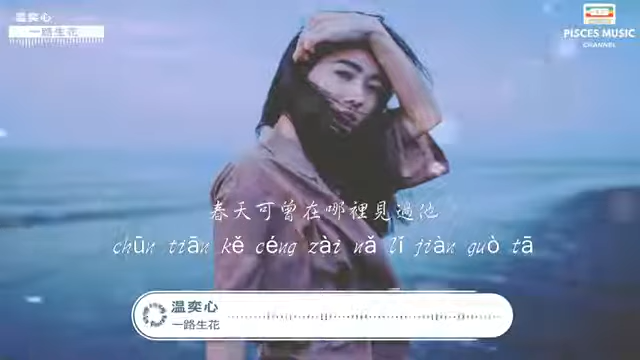 温奕心
一路生花
PISCES MUSIC
CHANNEL
春天可曾在哪裡見過他
chūn tiān kě céng zài nǎ lǐ jiàn guò tā
温奕心
一路生花